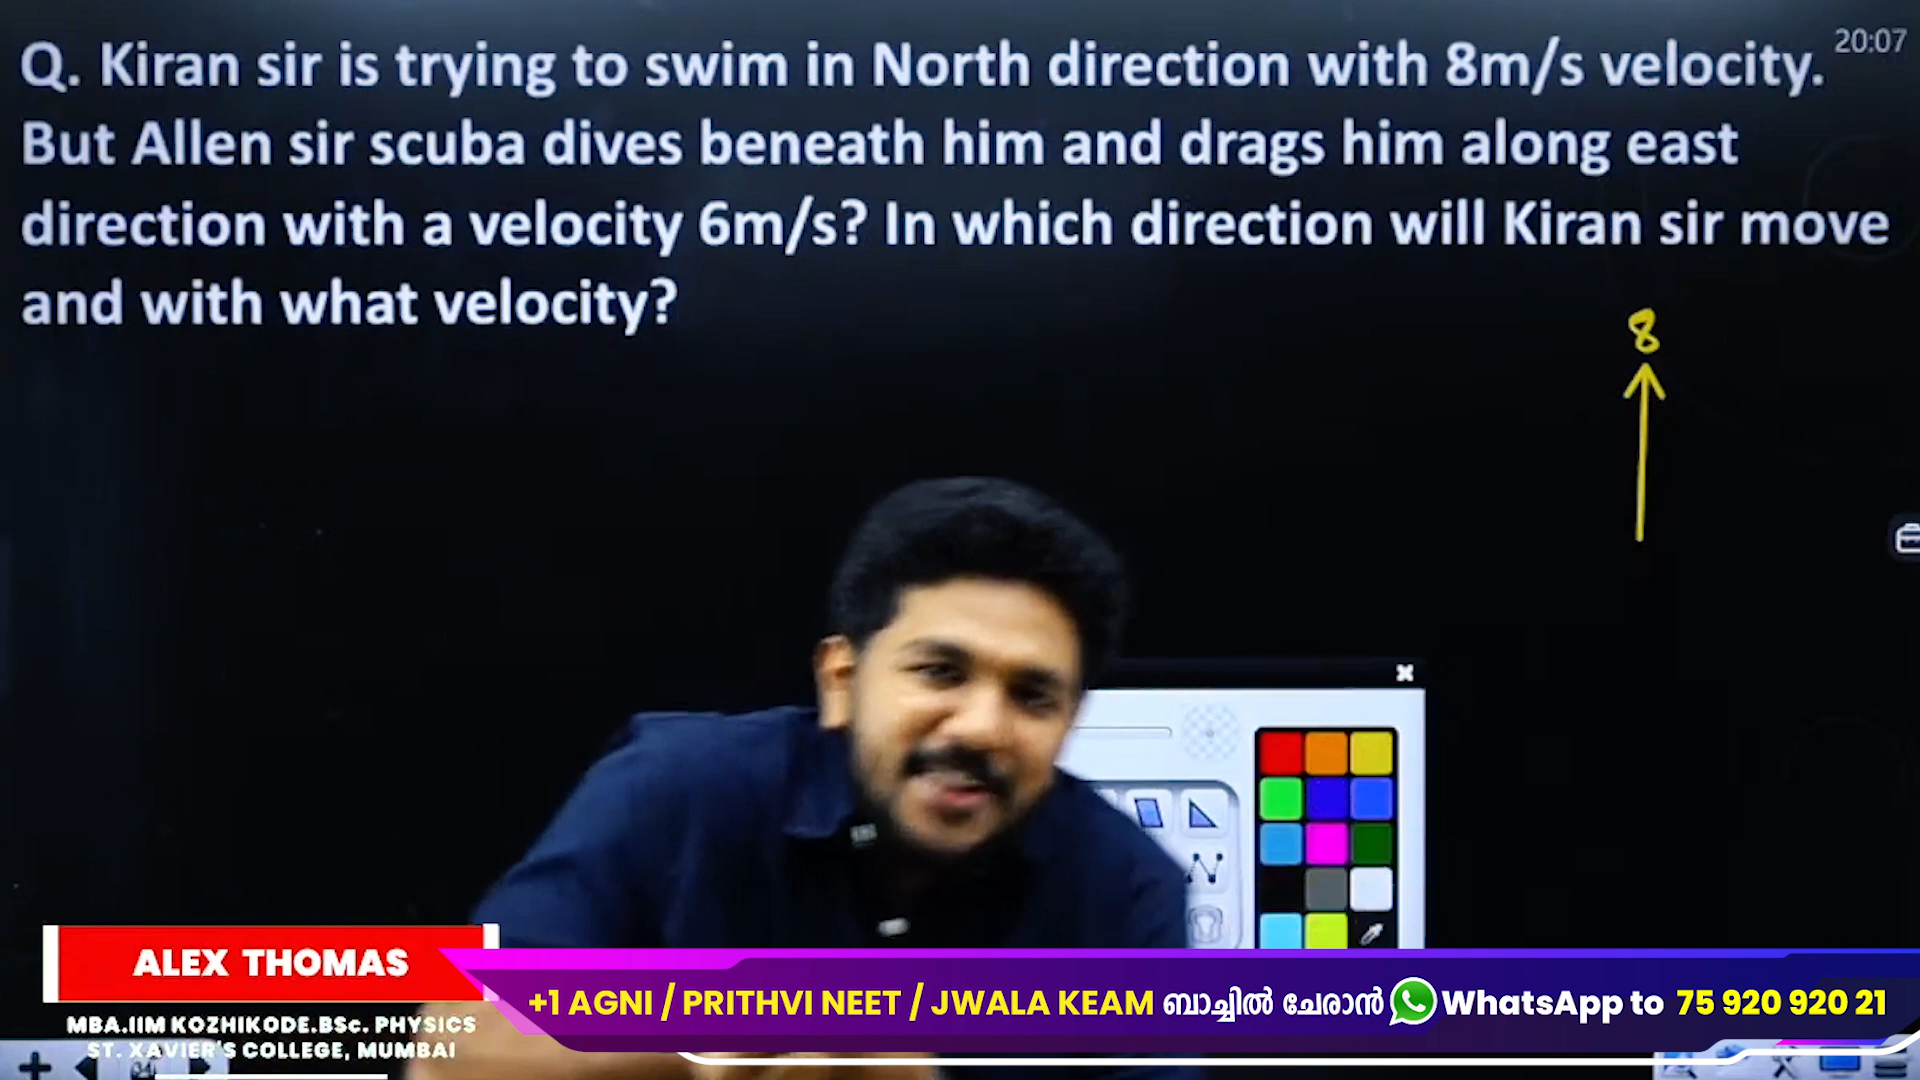 20:07
Q. Kiran sir is trying to swim in North direction with 8m/s velocity.
But Allen sir scuba dives beneath him and drags him along east
direction with a velocity 6m/s? In which direction will Kiran sir move
and with what velocity?
8
ALEX THOMAS
MBA.IIM KOZHIKODE.BSc. PHYSICS
ST. XAVIER'S COLLEGE, MUMBAI
+1 AGNI / PRITHVI NEET / JWALA KEAM ബാച്ചിൽ ചേരാൻ WhatsApp to 75 920 920 21